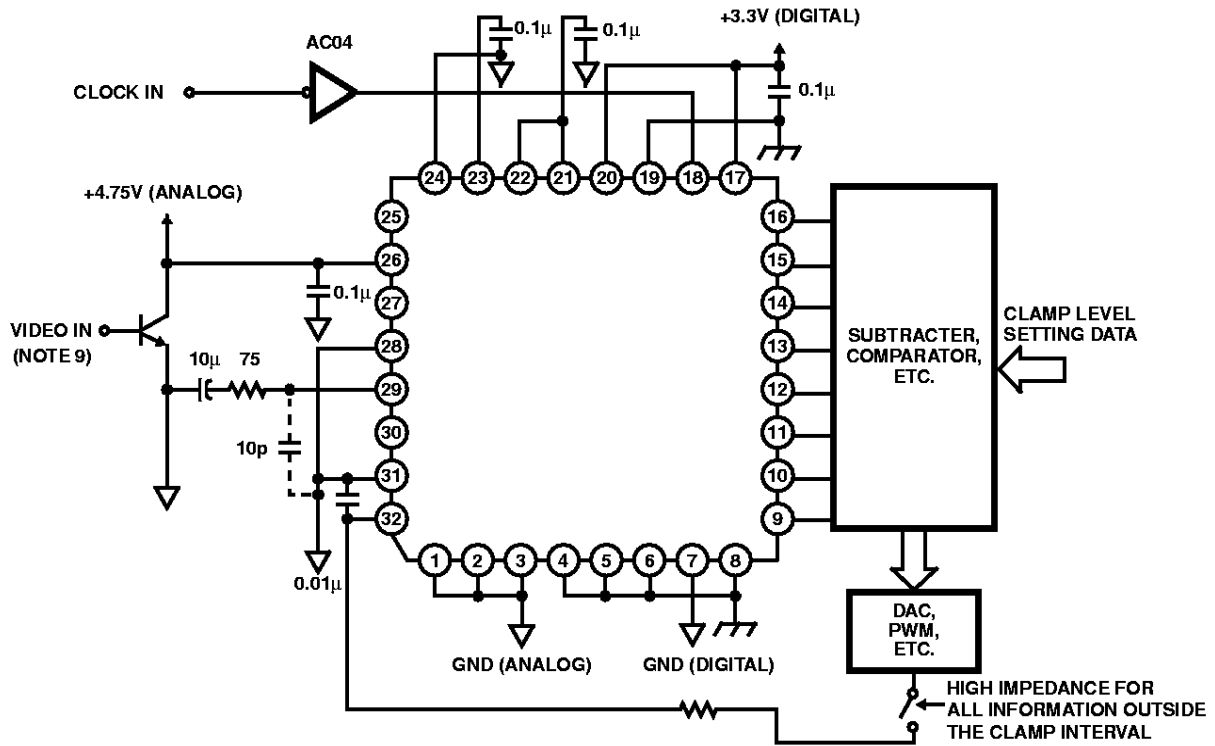 +3.3V (DIGITAL)
0.1µ
0.1µ
AC04
CLOCK IN
0.1µ
24
23
22
21
20
19
18
17
+4.75V (ANALOG)
25
26
27
28
29
30
31
32
16
15
14
13
12
11
10
9
0.1µ
VIDEO IN
(NOTE 9)
10µ
75
10p
0.01µ
SUBTRACTER,
COMPARATOR,
ETC.
CLAMP LEVEL
SETTING DATA
1
2
3
4
5
6
7
8
GND (ANALOG)
GND (DIGITAL)
DAC,
PWM,
ETC.
HIGH IMPEDANCE FOR
ALL INFORMATION OUTSIDE
THE CLAMP INTERVAL